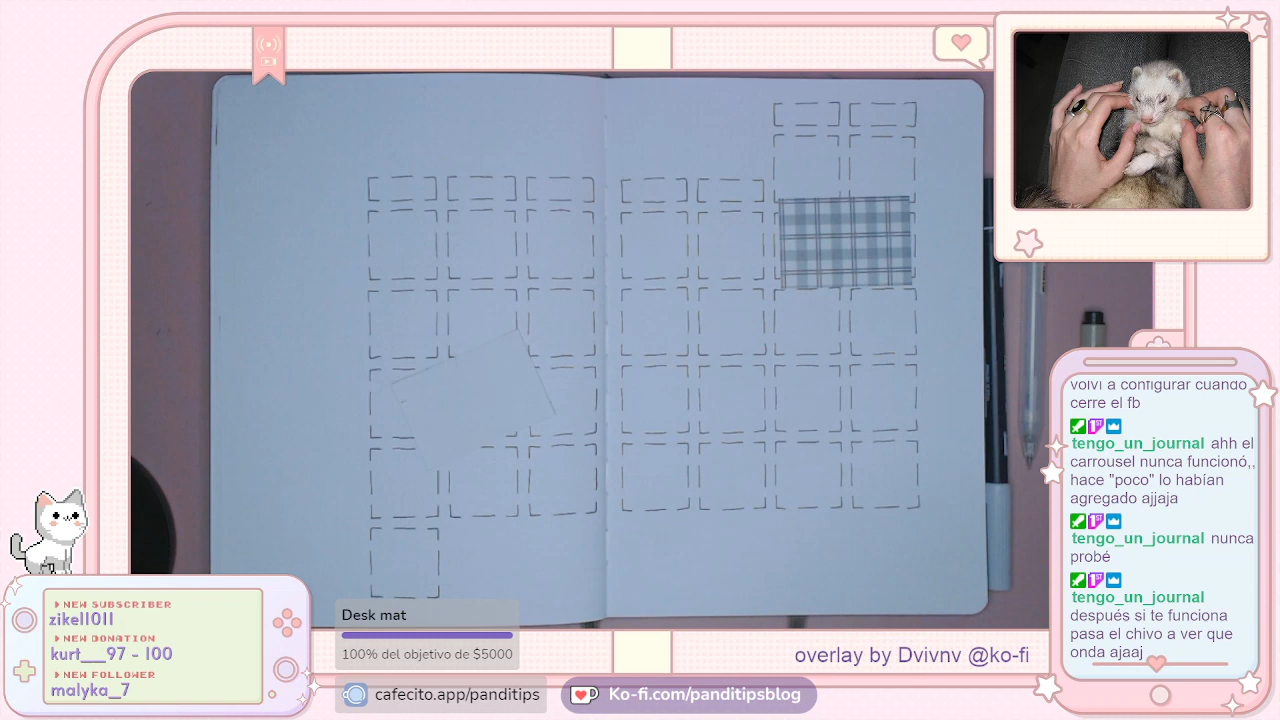 volví a configurar cuando
cerre el fb
tengo_un_journal ahh el
carrousel nunca funcionó,,
hace "poco" lo habían
agregado ajjaja
tengo_un_journal nunca
probé
tengo_un_journal
después si te funciona
pasa el chivo a ver que
onda ajaaj
NEW SUBSCRIBER
zikell0ll
NEW DONATION
kurt__97 - 100
NEW FOLLOWER
malyka_7
Desk mat
100% del objetivo de $5000
overlay by Dvivnv @ko-fi
cafecito.app/panditips
Ko-fi.com/panditipsblog